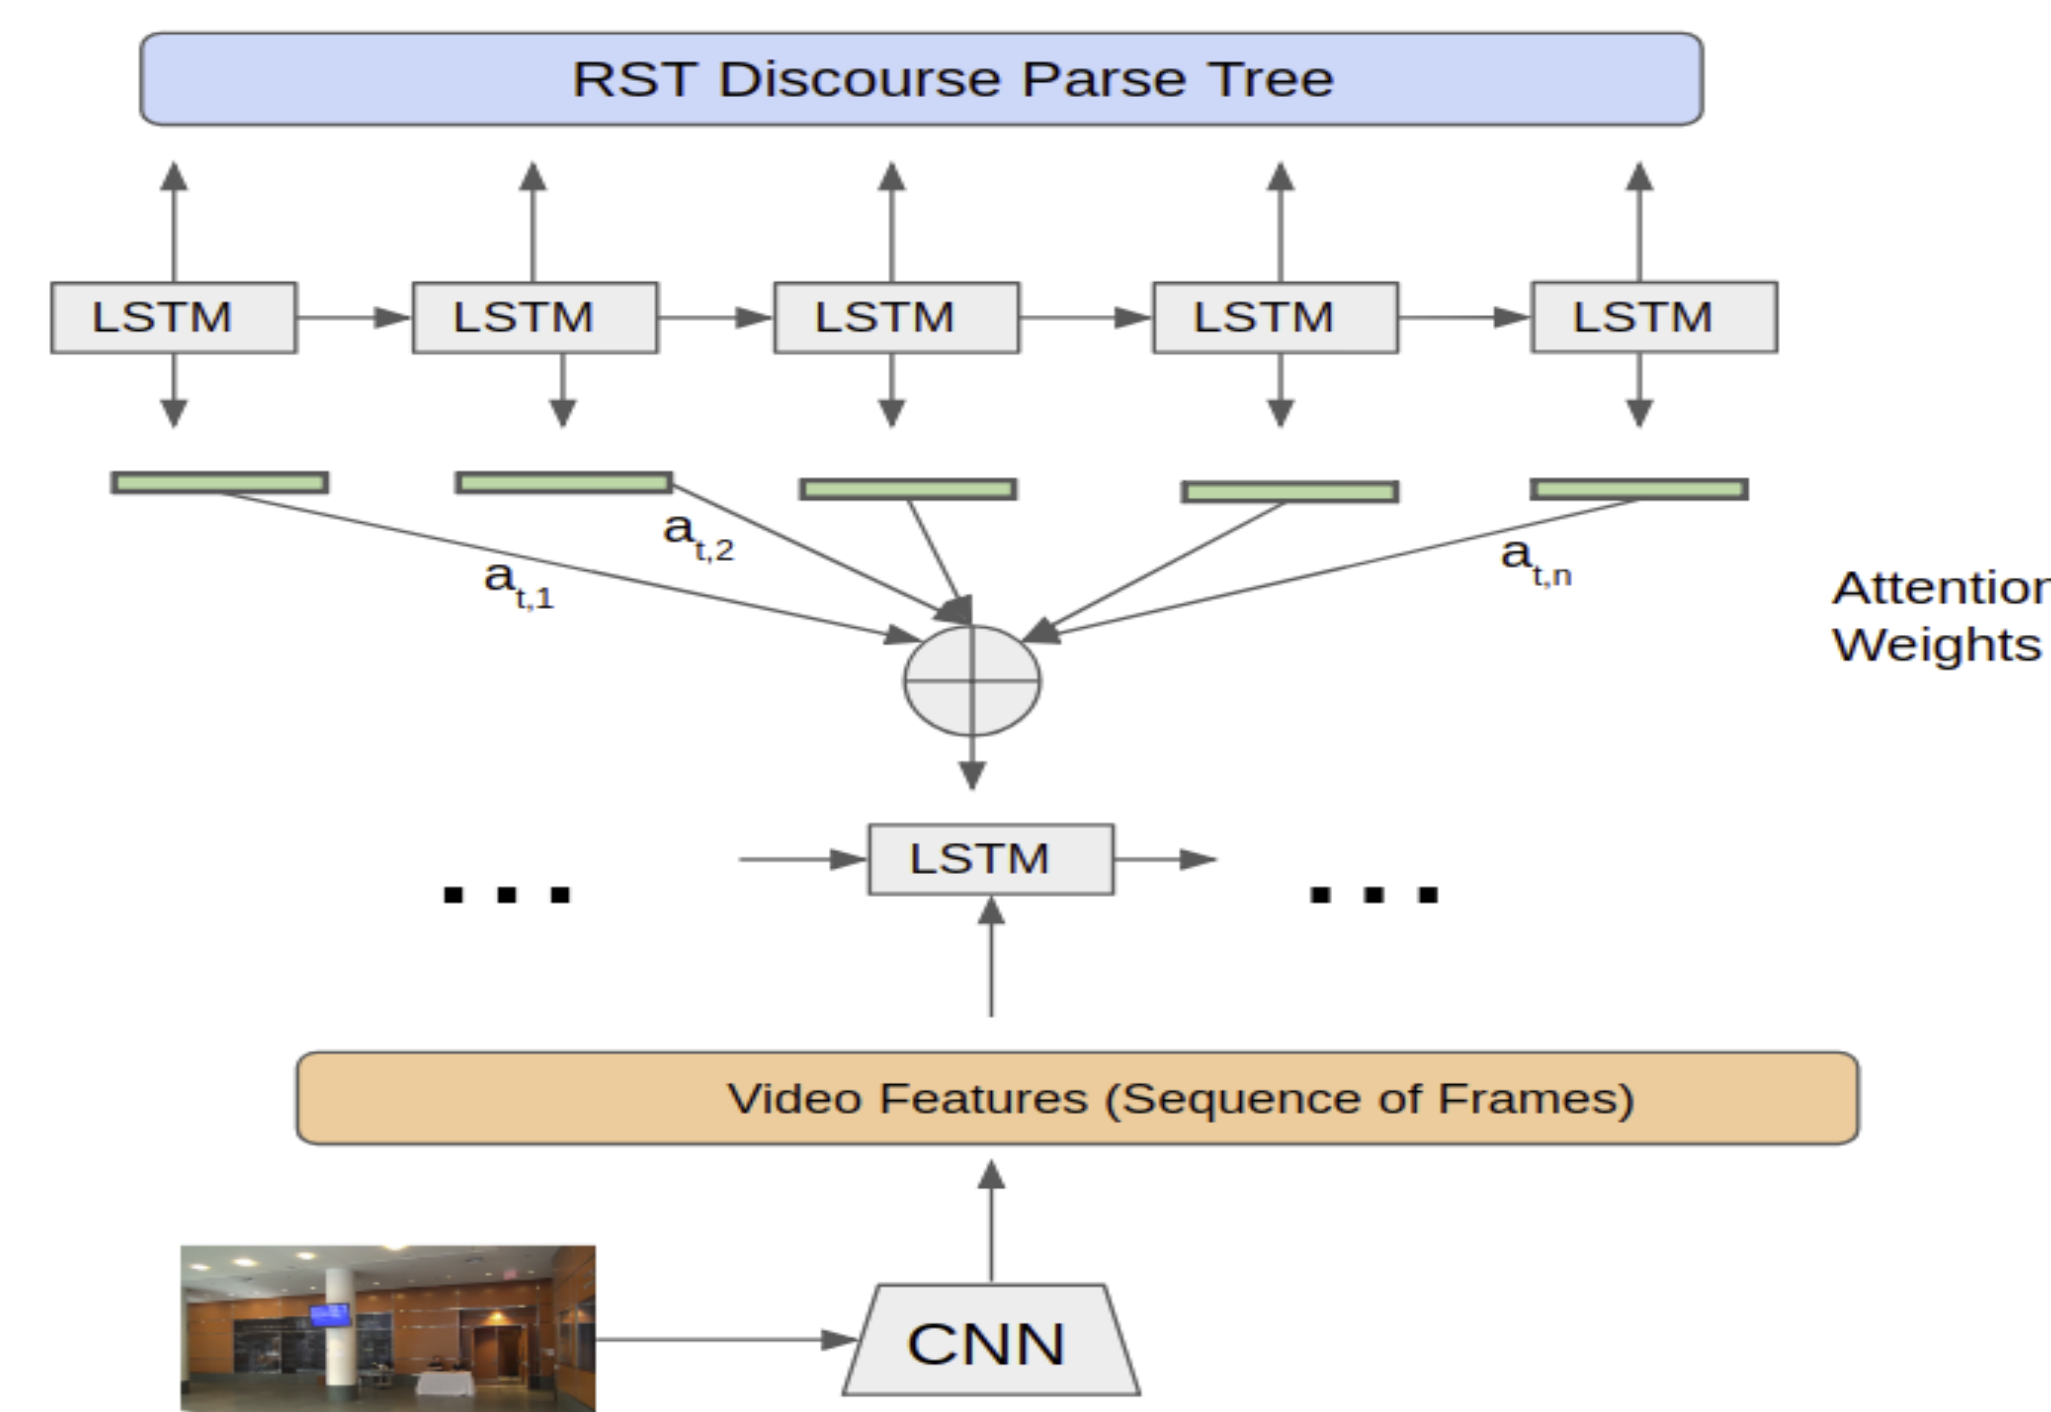 RST Discourse Parse Tree
LSTM LSTM LSTM LSTM LSTM
a t,1
a t,2
a t,n
Attention
Weights
LSTM
... ...
Video Features (Sequence of Frames)
CNN